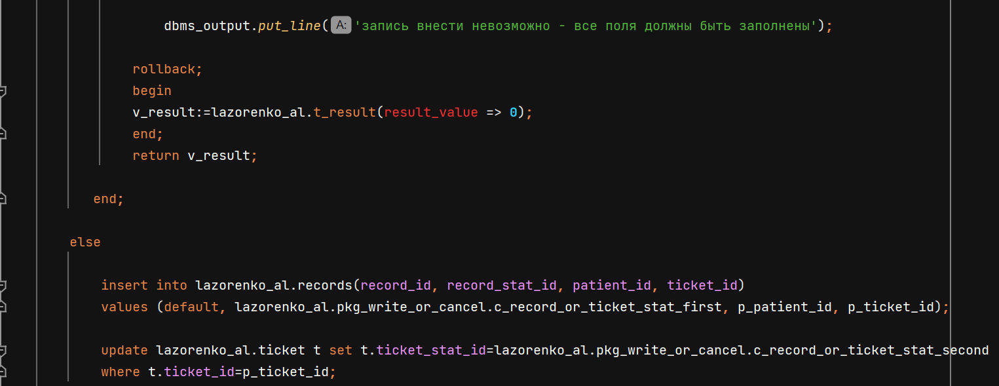 dbms_output.put_line( A: 'запись внести невозможно - все поля должны быть заполнены');
rollback;
begin
v_result:=lazorenko_al.t_result(result_value => 0);
end;
return v_result;
end;
else
insert into lazorenko_al.records(record_id, record_stat_id, patient_id, ticket_id)
values (default, lazorenko_al.pkg_write_or_cancel.c_record_or_ticket_stat_first, p_patient_id, p_ticket_id);
update lazorenko_al.ticket t set t.ticket_stat_id=lazorenko_al.pkg_write_or_cancel.c_record_or_ticket_stat_second
where t.ticket_id=p_ticket_id;